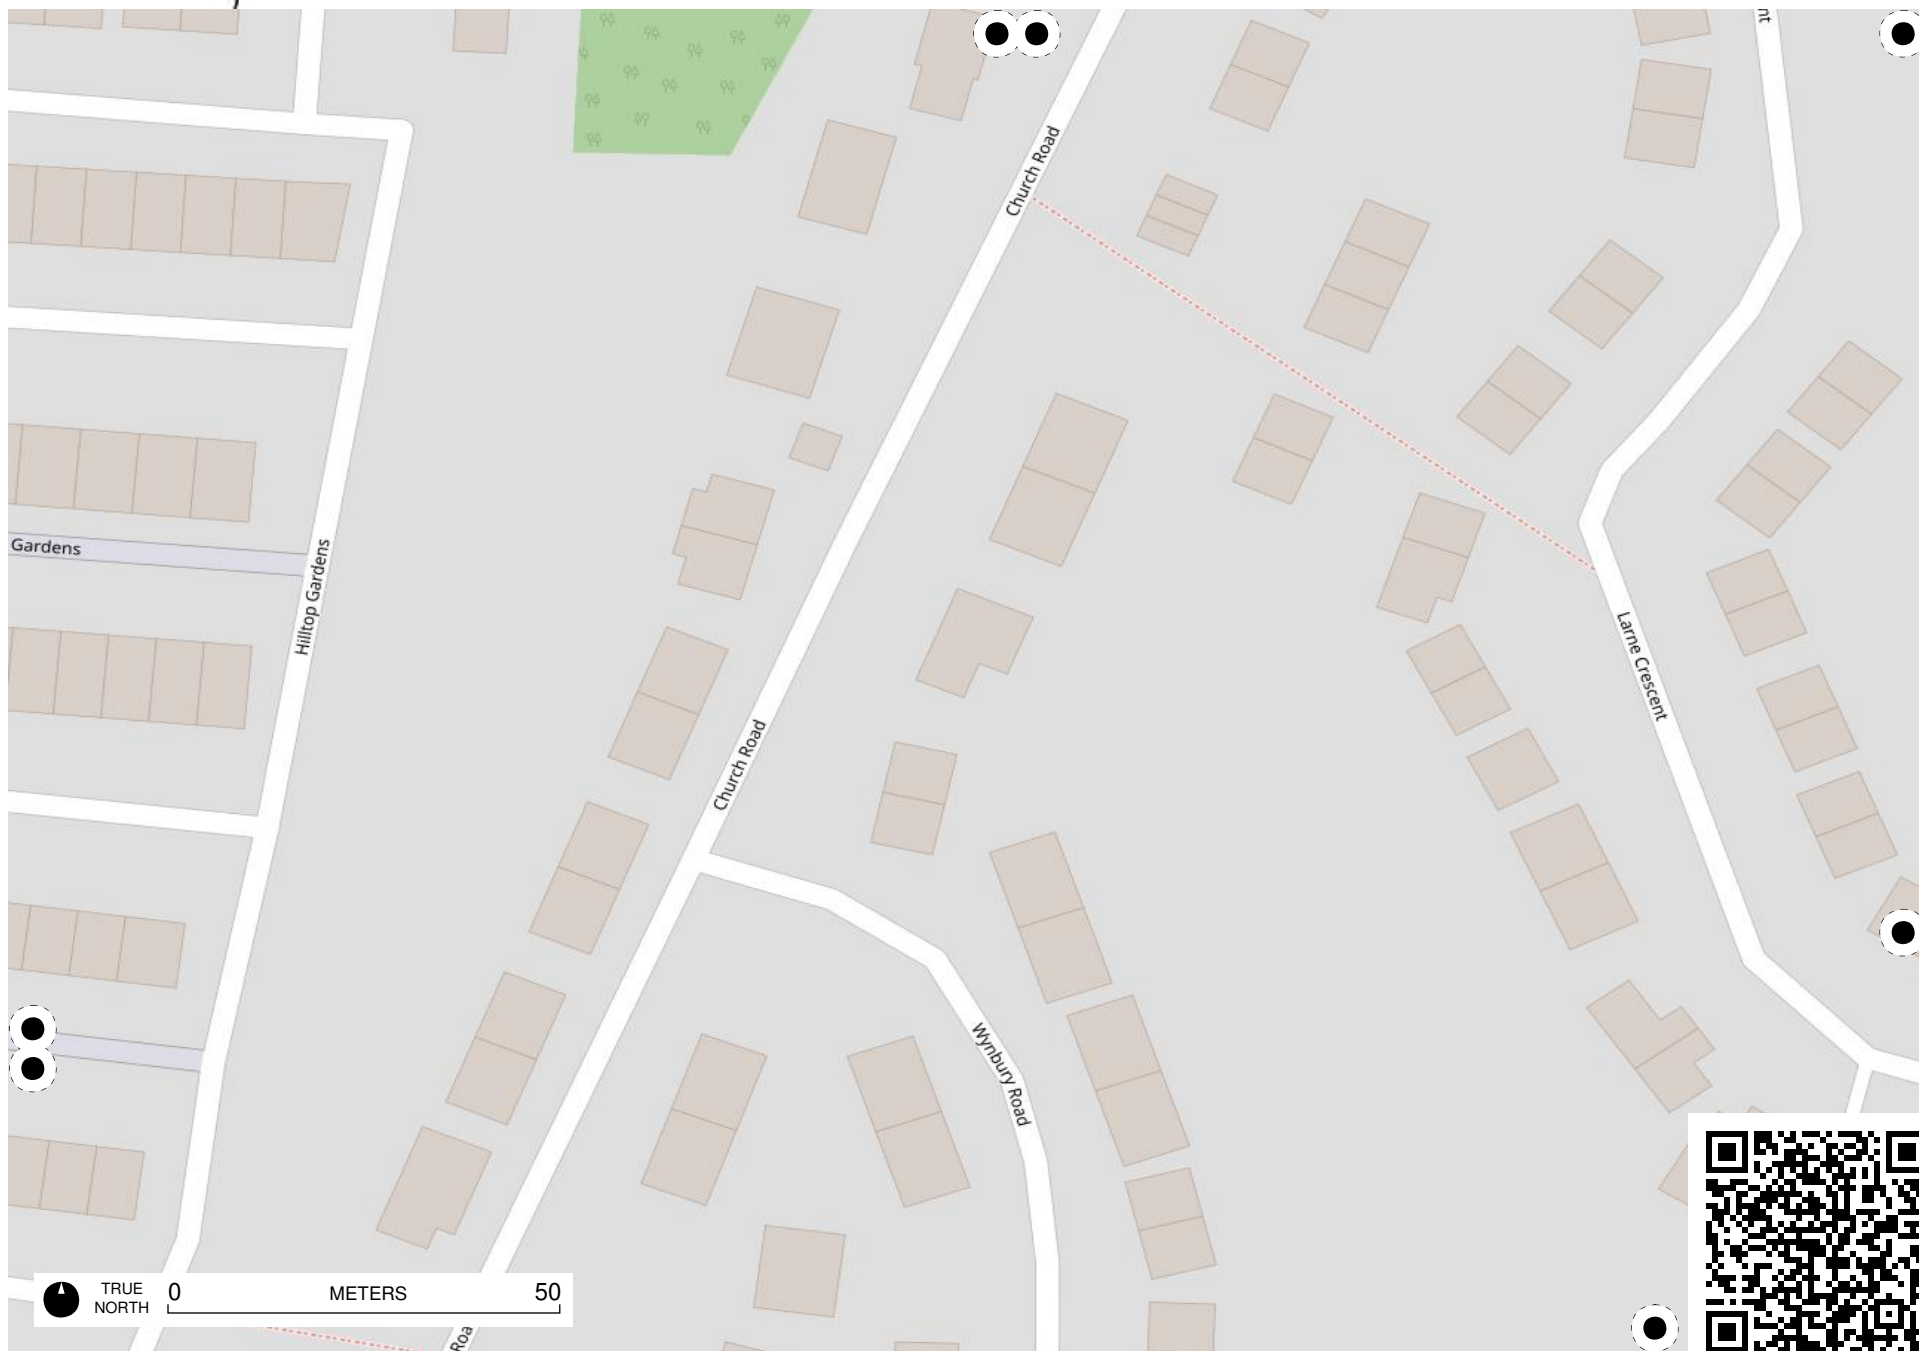 Church Road
Gardens
Hilltop Gardens
Larne Crescent
Church Road
Wynbury Road
TRUE
NORTH
0
METERS
50